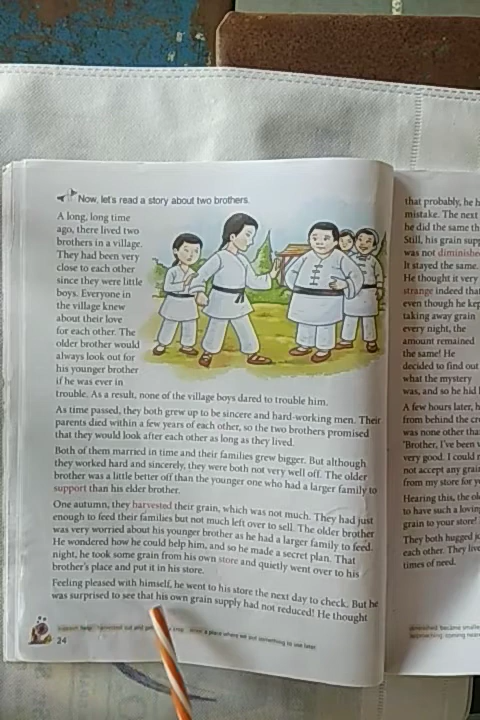 Now, let's read a story about two brothers.
A long, long time
ago, there lived two
brothers in a village.
They had been very
close to each other
since they were little
boys. Everyone in
the village knew
about their love
for each other. The
older brother would
always look out for
his younger brother
if he was ever in
trouble. As a result, none of the village boys dared to trouble him.
As time passed, they both grew up to be sincere and hard-working men. Their
parents died within a few years of each other, so the two brothers promised
that they would look after each other as long as they lived.
Both of them married in time and their families grew bigger. But although
they worked hard and sincerely, they were both not very well off. The older
brother was a little better off than the younger one who had a larger family to
support than his elder brother.
One autumn, they harvested their grain, which was not much. They had just
enough to feed their families but not much left over to sell. The older brother
was very worried about his younger brother as he had a larger family to feed.
He wondered how he could help him, and so he made a secret plan. That
night, he took some grain from his own store and quietly went over to his
brother's place and put it in his store.
Feeling pleased with himself, he went to his store the next day to check. But he
was surprised to see that his own grain supply had not reduced! He thought
support: help
a place where we put something to use later
24
that probably, he h
mistake. The next
he did the same th
Still, his grain supp
was not diminishe
It stayed the same.
He thought it very
strange indeed that
even though he kep
taking away grain
every night, the
amount remained
the same! He
decided to find out
what the mystery
was, and so he hid
A few hours later, h
from behind the cr
was none other tha
'Brother, I've been w
very good. I could n
not accept any grain
from my store for y
Hearing this, the ol
to have such a loving
grain to your store!'
They both hugged
each other. They live
times of need.